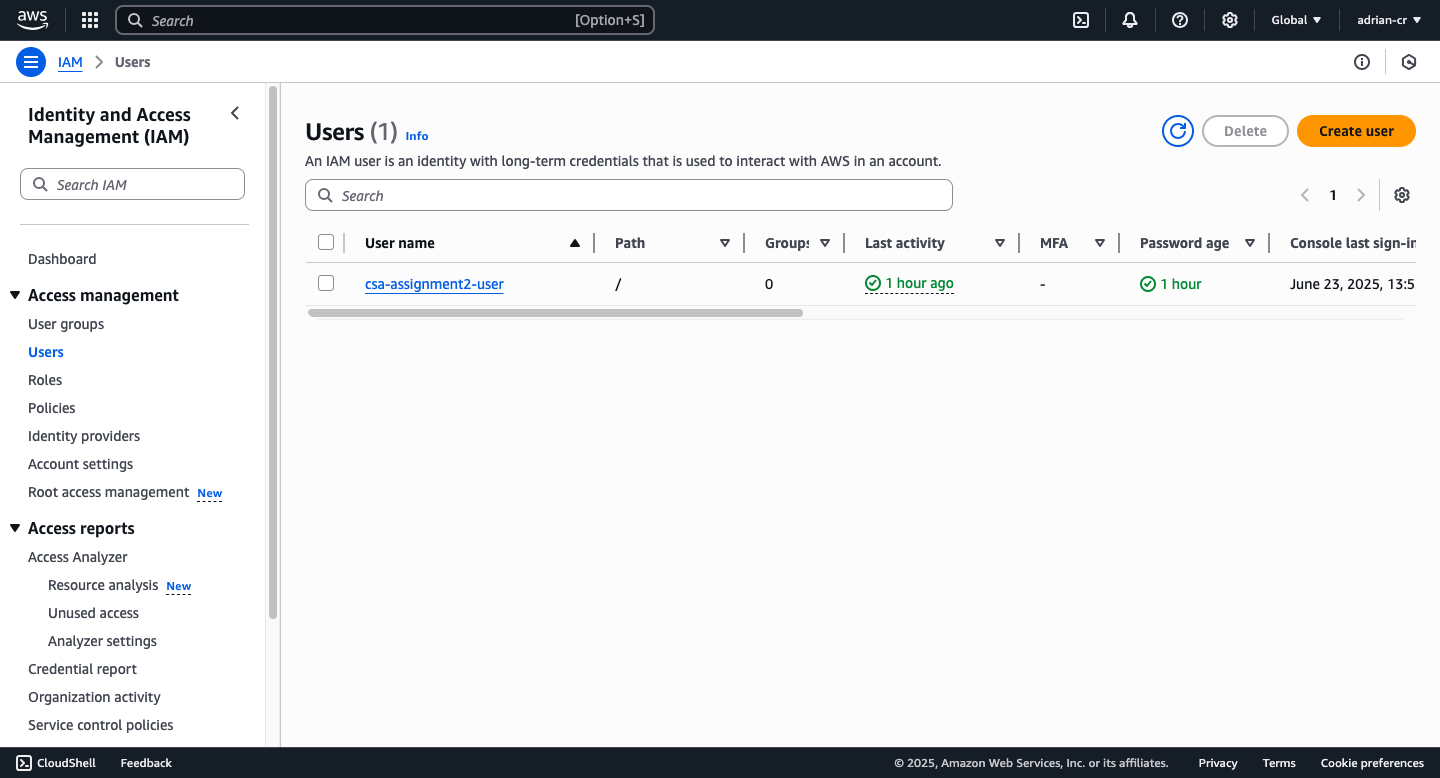 aws
Search [Option+S]
Global
adrian-cr
IAM
Users
Identity and Access
Management (IAM)
Search IAM
Dashboard
Access management
User groups
Users
Roles
Policies
Identity providers
Account settings
Root access management New
Access reports
Access Analyzer
Resource analysis New
Unused access
Analyzer settings
Credential report
Organization activity
Service control policies
Users (1) Info
Delete
Create user
An IAM user is an identity with long-term credentials that is used to interact with AWS in an account.
Search
1
User name Path Groups Last activity MFA Password age Console last sign-in
csa-assignment2-user / 0 1 hour ago - 1 hour June 23, 2025, 13:5
CloudShell Feedback © 2025, Amazon Web Services, Inc. or its affiliates. Privacy Terms Cookie preferences